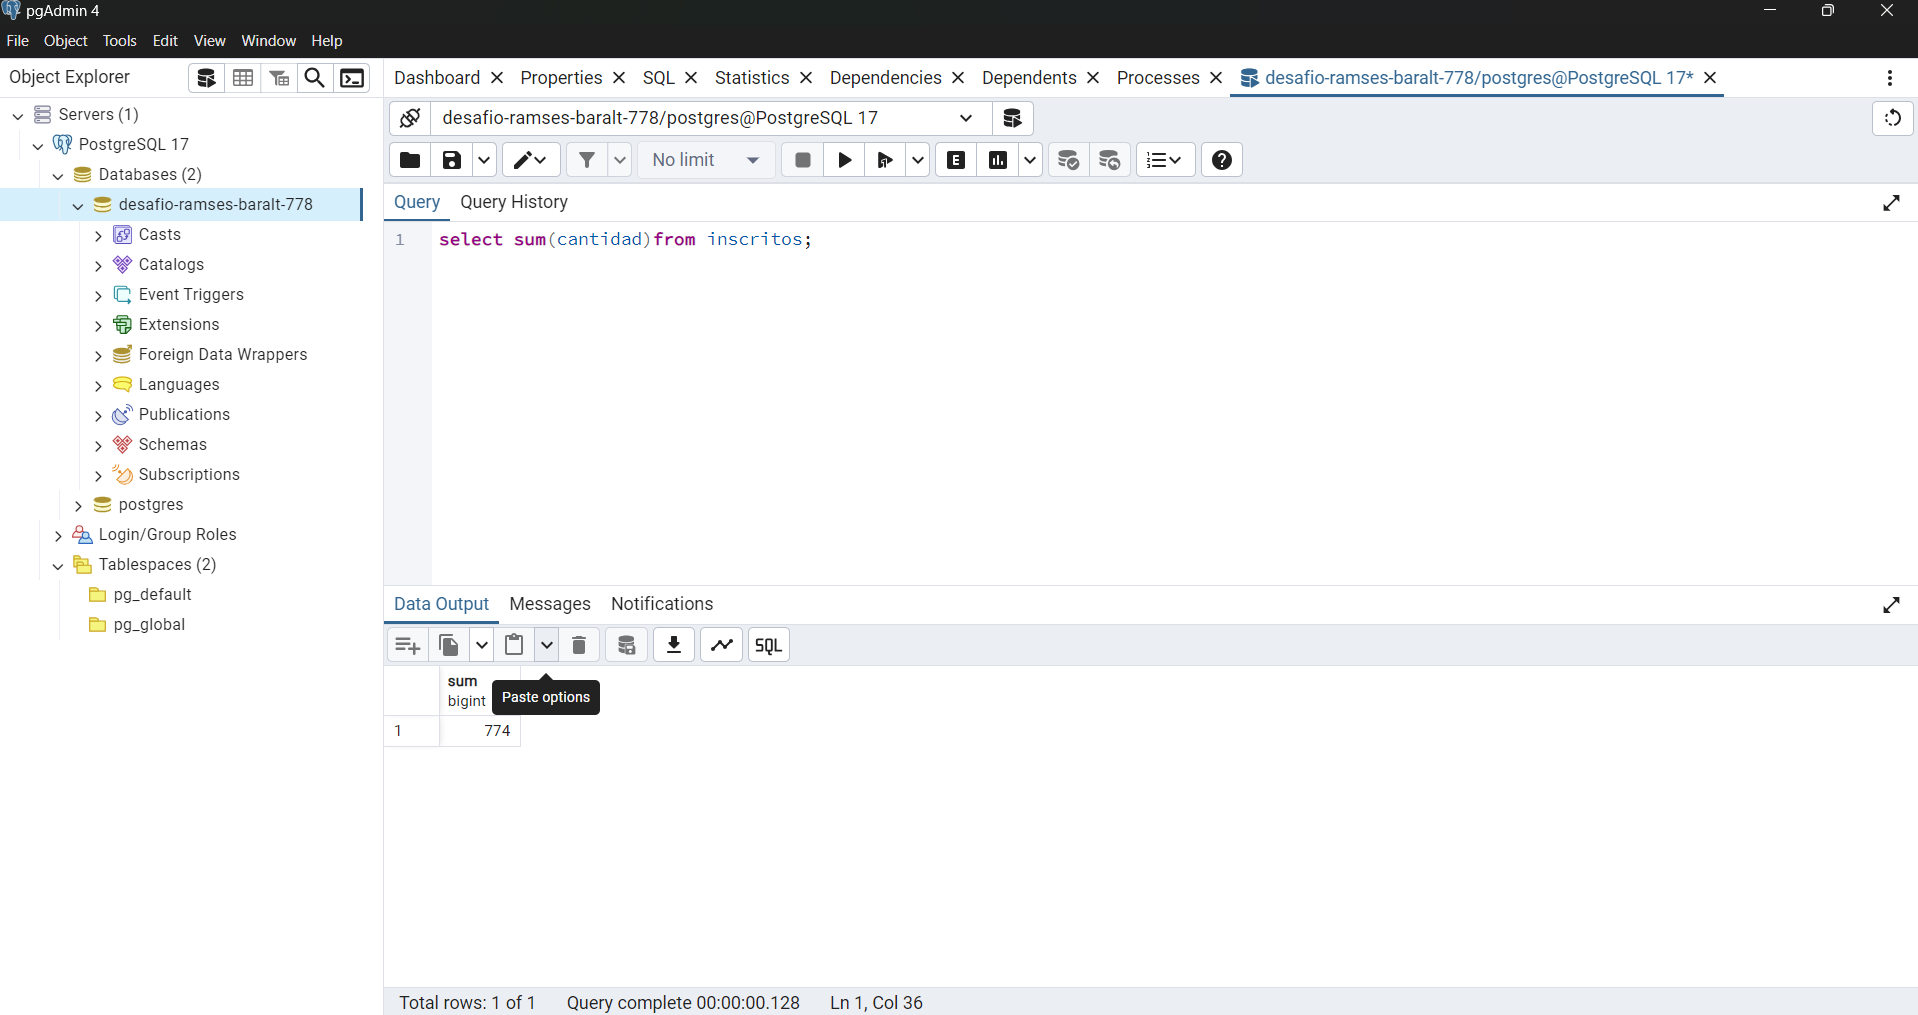 pgAdmin 4
File Object Tools Edit View Window Help
Object Explorer
Dashboard Properties SQL Statistics Dependencies Dependents Processes desafio-ramses-baralt-778/postgres@PostgreSQL 17*
Servers (1)
PostgreSQL 17
Databases (2)
desafio-ramses-baralt-778
Casts
Catalogs
Event Triggers
Extensions
Foreign Data Wrappers
Languages
Publications
Schemas
Subscriptions
postgres
Login/Group Roles
Tablespaces (2)
pg_default
pg_global
desafio-ramses-baralt-778/postgres@PostgreSQL 17
No limit
E
Query Query History
1 select sum(cantidad)from inscritos;
Data Output Messages Notifications
SQL
sum
bigint
Paste options
1 774
Total rows: 1 of 1 Query complete 00:00:00.128 Ln 1, Col 36